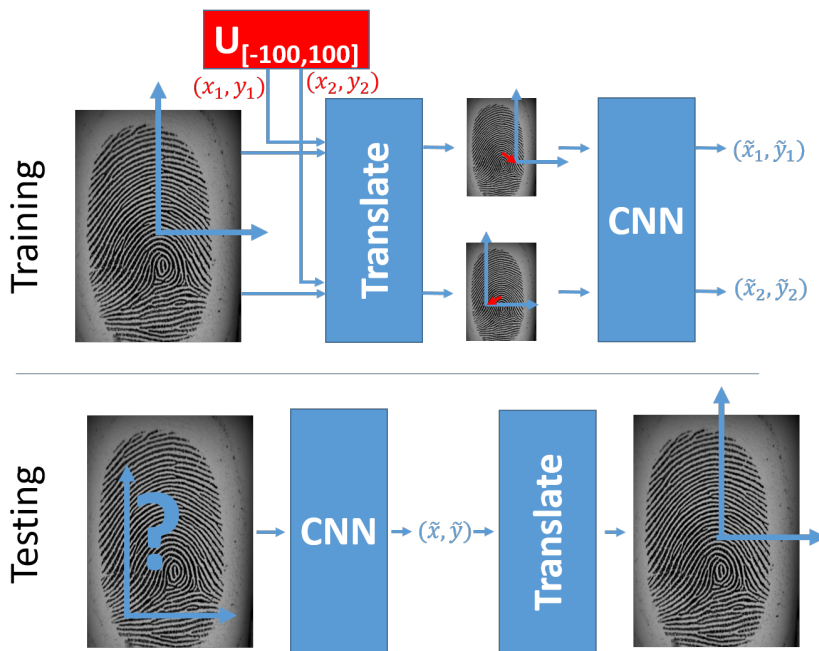 U[-100,100]
(x₁, y₁) (x₂, y₂)
Training
Translate
CNN
(x̃₁, ỹ₁)
(x̃₂, ỹ₂)
Testing
?
CNN
(x̃, ỹ)
Translate